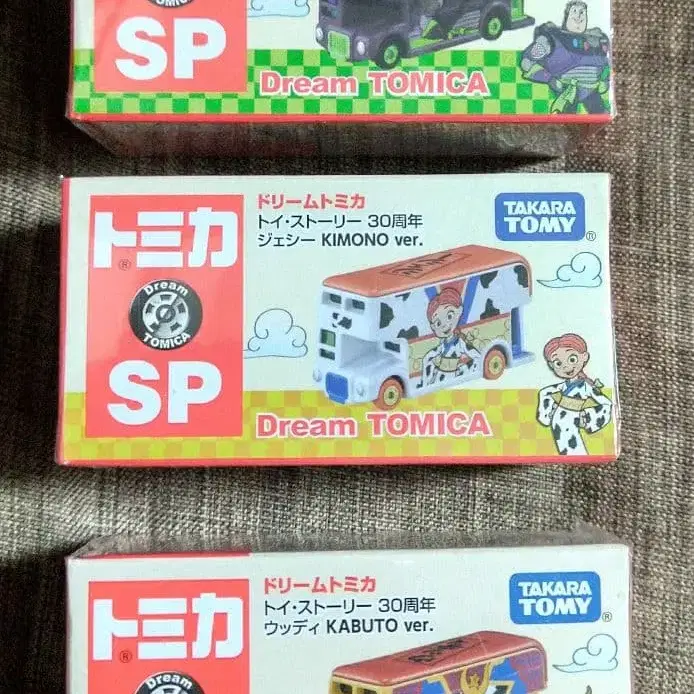 SP
Dream TOMICA
トミカ
®
Dream
TOMICA
SP
ドリームトミカ
トイ・ストーリー 30周年
ジェシー KIMONO ver.
TAKARA
TOMY
®
Dream TOMICA
トミカ
®
Dream
ドリームトミカ
トイ・ストーリー 30周年
ウッディ KABUTO ver.
TAKARA
TOMY
®